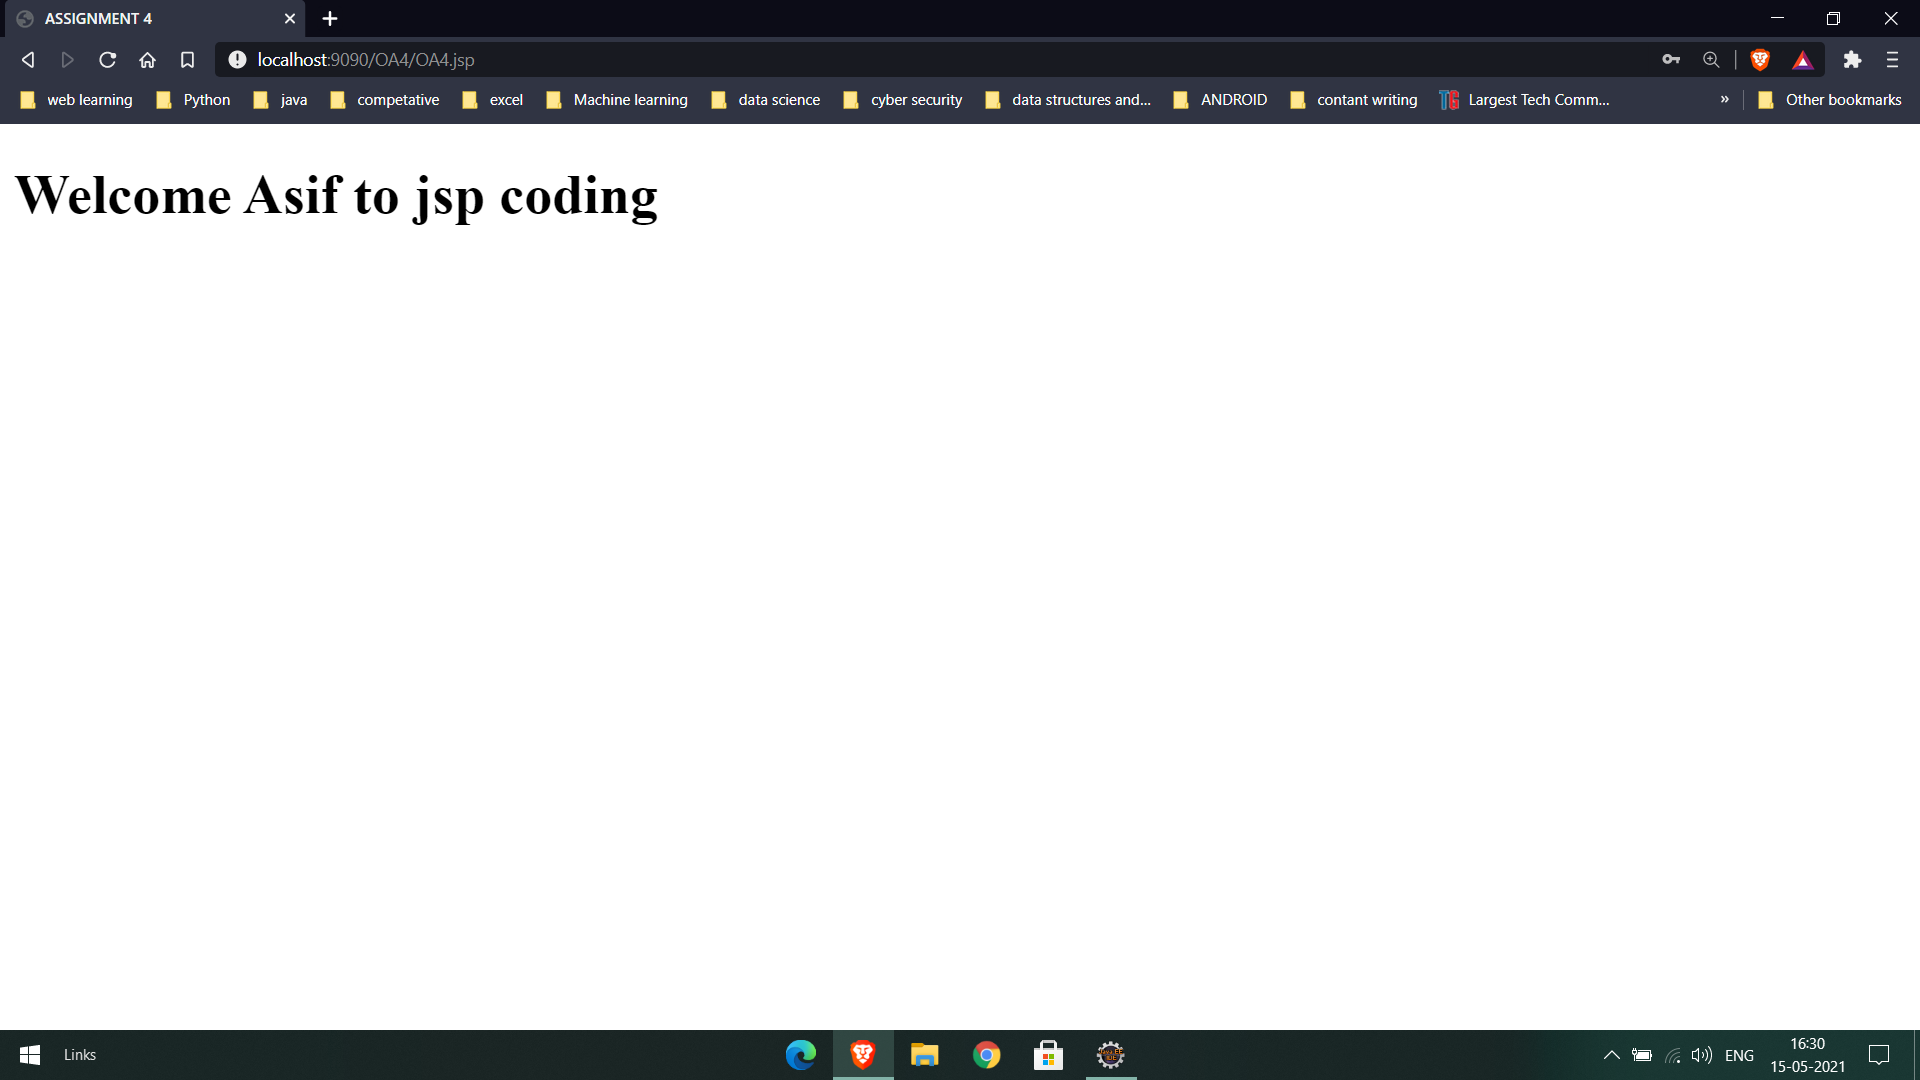 ASSIGNMENT 4
localhost:9090/OA4/OA4.jsp
web learning Python java competative excel Machine learning data science cyber security data structures and... ANDROID contant writing TG Largest Tech Comm... » Other bookmarks
Welcome Asif to jsp coding
Links ENG 16:30
15-05-2021